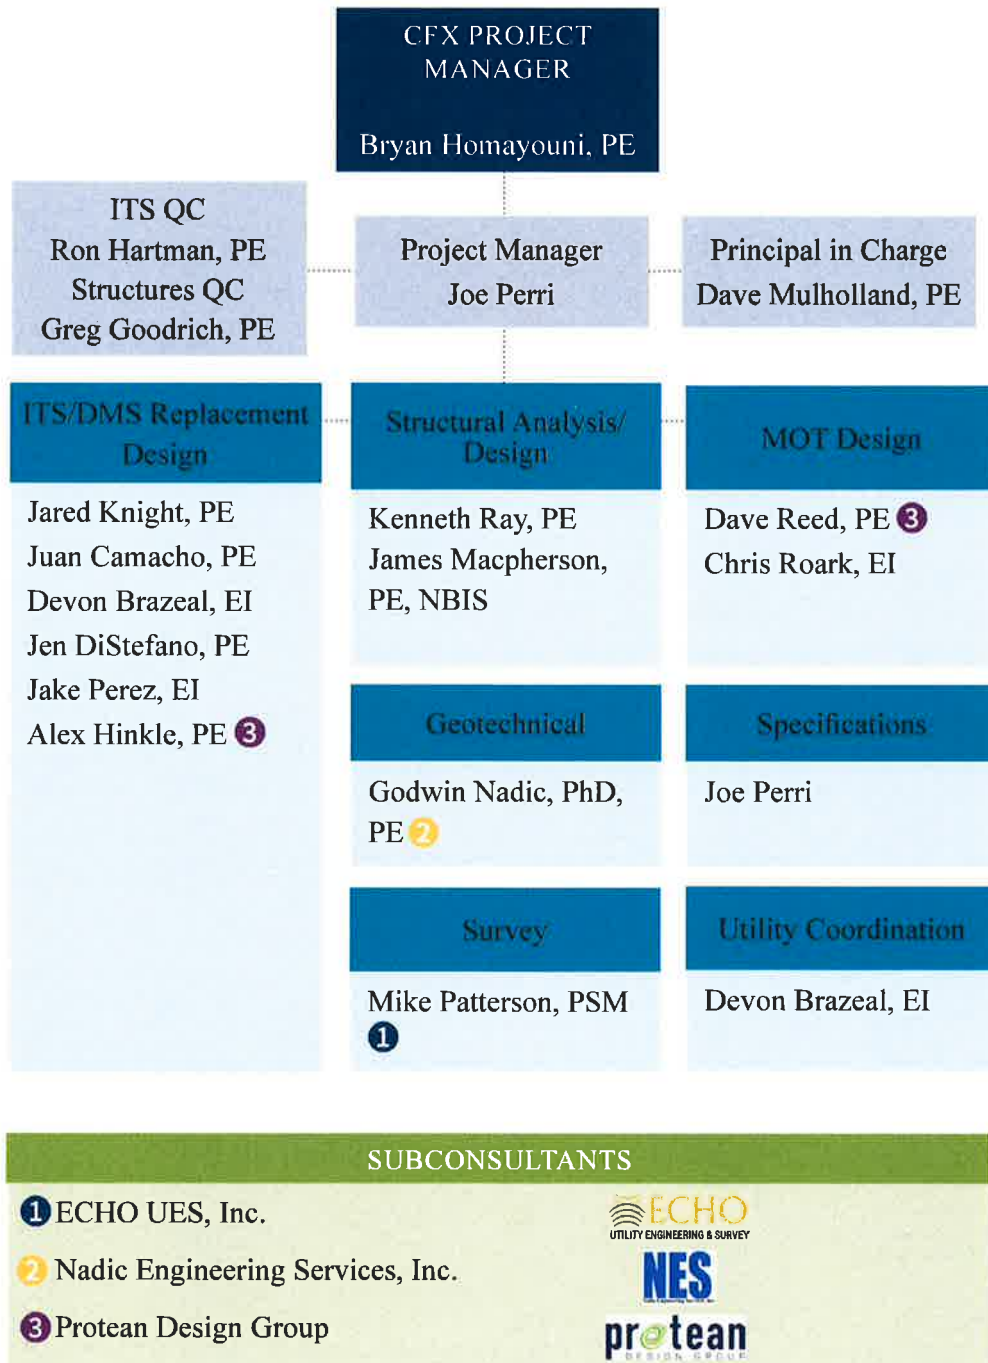 CFX PROJECT
MANAGER
Bryan Homayouni, PE
ITS QC
Ron Hartman, PE
Structures QC
Greg Goodrich, PE
Project Manager
Joe Perri
Principal in Charge
Dave Mulholland, PE
ITS/DMS Replacement
Design
Jared Knight, PE
Juan Camacho, PE
Devon Brazeal, EI
Jen DiStefano, PE
Jake Perez, EI
Alex Hinkle, PE 3
Structural Analysis/
Design
Kenneth Ray, PE
James Macpherson,
PE, NBIS
MOT Design
Dave Reed, PE 3
Chris Roark, EI
Geotechnical
Godwin Nadic, PhD,
PE 2
Specifications
Joe Perri
Survey
Mike Patterson, PSM
1
Utility Coordination
Devon Brazeal, EI
SUBCONSULTANTS
1 ECHO UES, Inc.
ECHO
UTILITY ENGINEERING & SURVEY
2 Nadic Engineering Services, Inc.
NES
3 Protean Design Group
protean
DESIGN GROUP